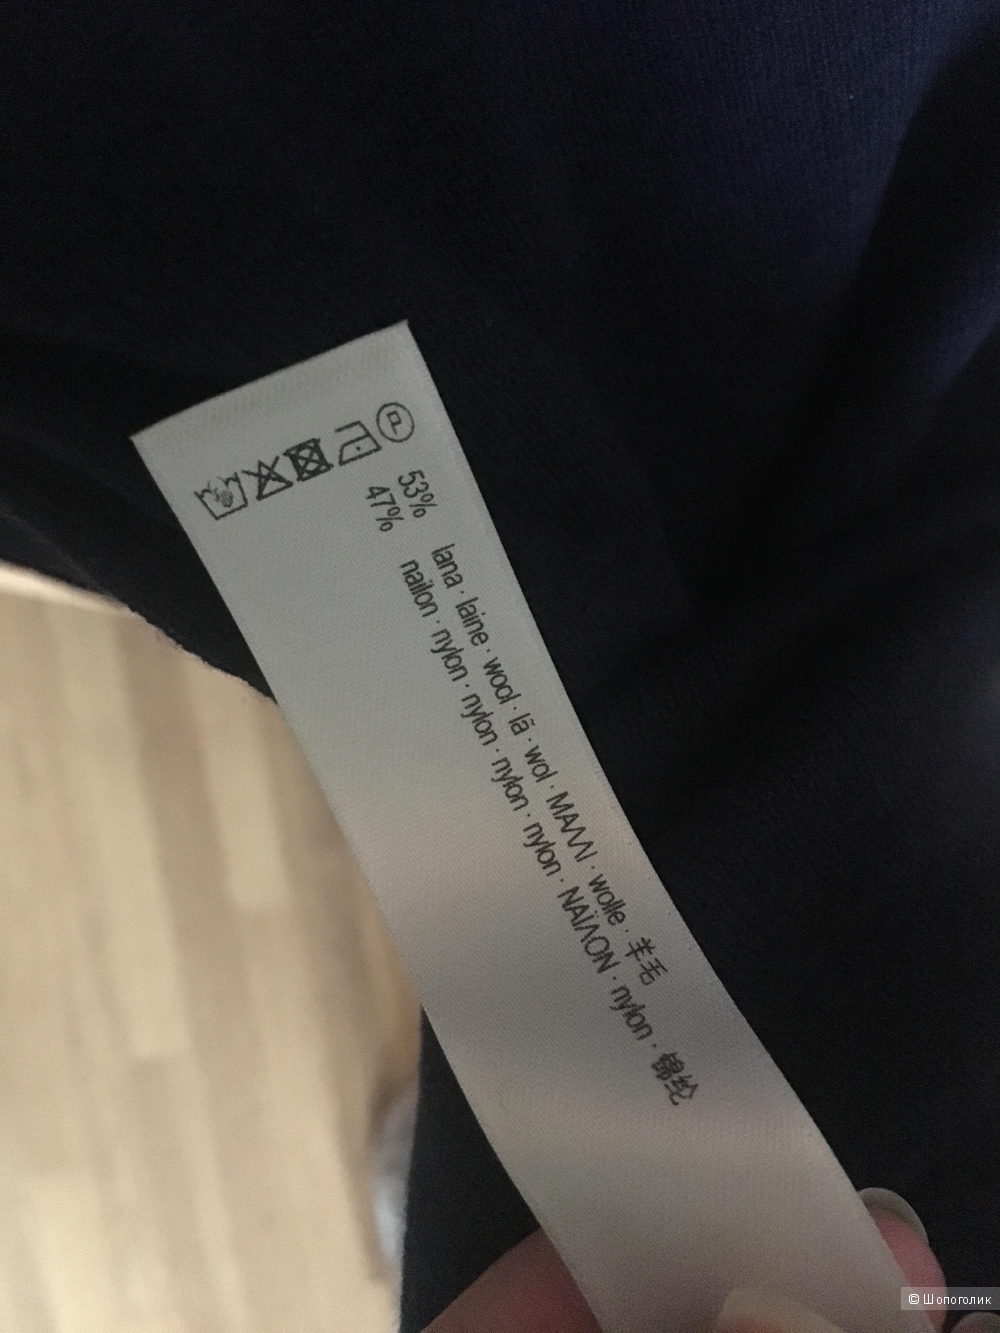 P
53% lana · laine · wool · lã · wol · ΜΑΛΛΙ · wolle · 羊毛
47% nailon · nylon · nylon · nylon · nylon · ΝΑΪΛΟΝ · nylon · 锦纶
© Шопоголик